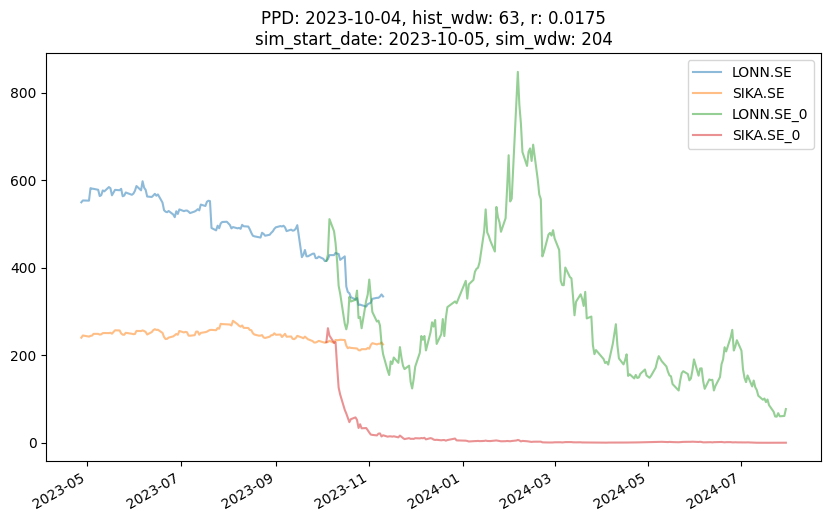 PPD: 2023-10-04, hist_wdw: 63, r: 0.0175
sim_start_date: 2023-10-05, sim_wdw: 204
LONN.SE
SIKA.SE
LONN.SE_0
SIKA.SE_0
800
600
400
200
0
2023-05
2023-07
2023-09
2023-11
2024-01
2024-03
2024-05
2024-07